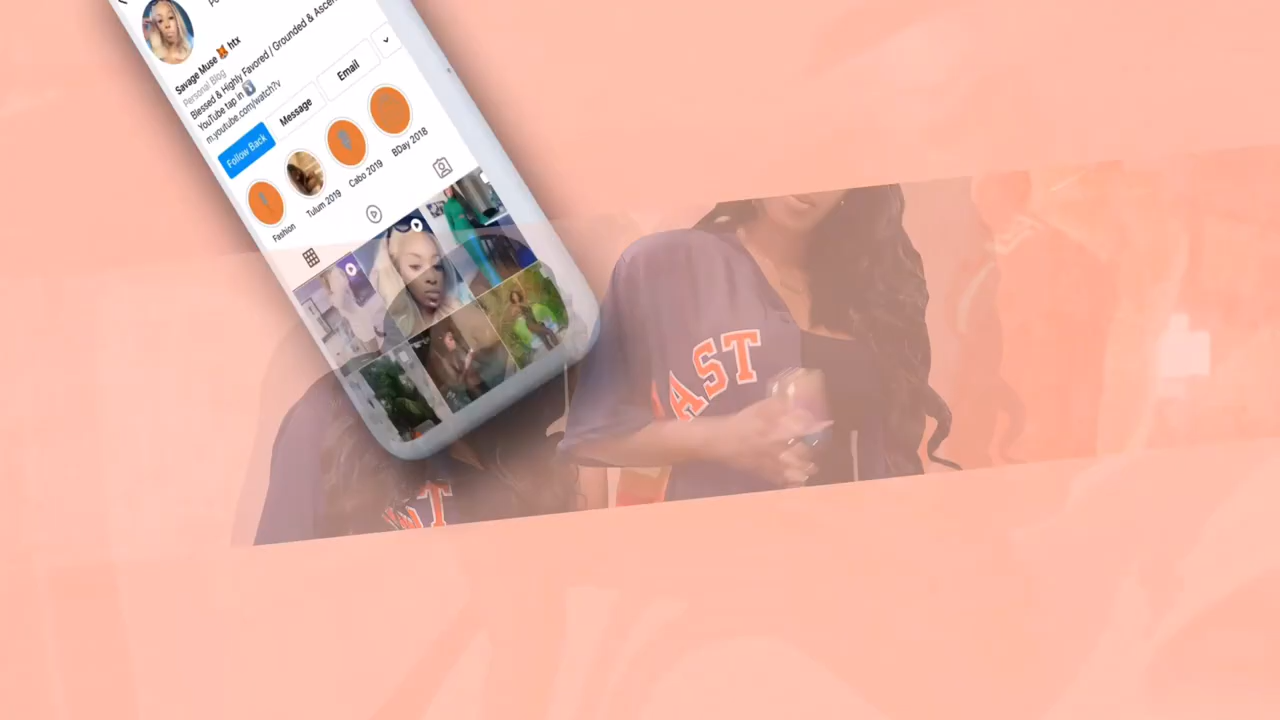 Savage Muse 🦊 htx
Personal Blog
Blessed & Highly Favored / Grounded &
YouTube tap in ⤵️
m.youtube.com/watch?v
Follow Back
Message
Email
Fashion
Tulum 2019
Cabo 2019
BDay 2018
AST